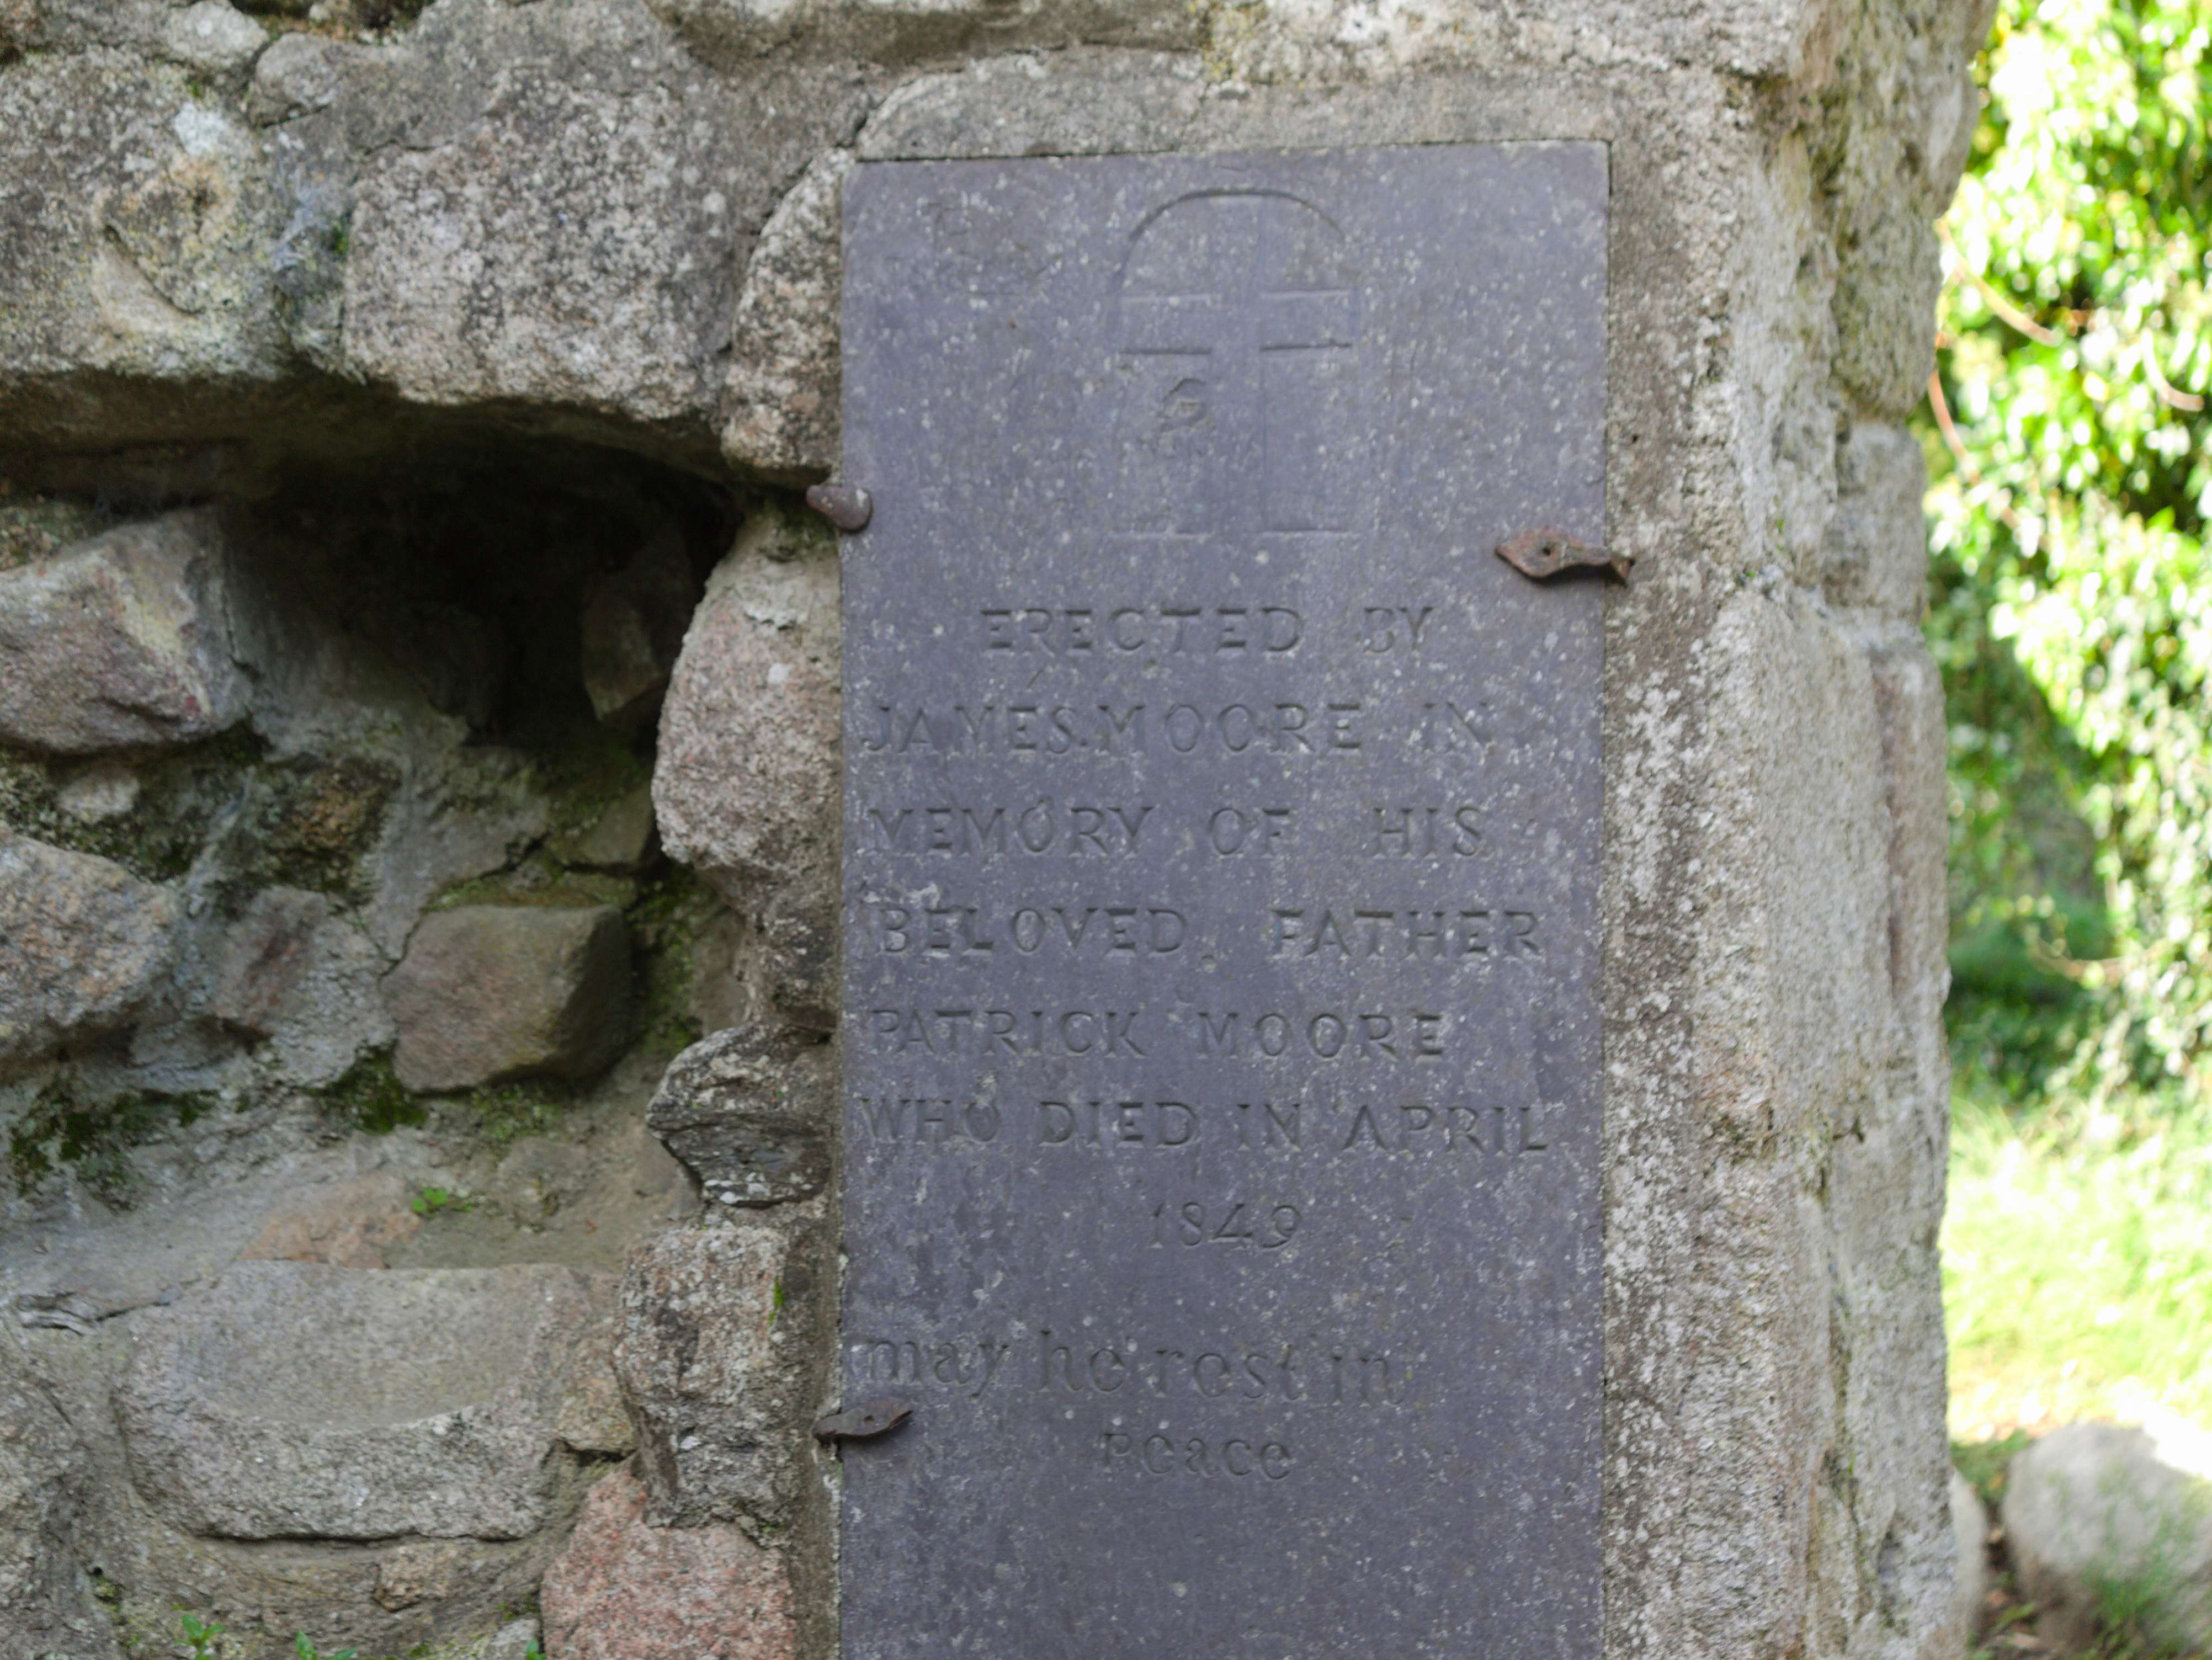 ERECTED BY
JAMES MOORE IN
MEMORY OF HIS
BELOVED FATHER
PATRICK MOORE
WHO DIED IN APRIL
1849
may he rest in
Peace